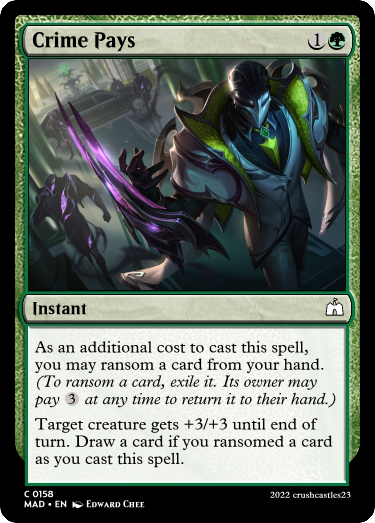 Crime Pays 1
Instant
As an additional cost to cast this spell,
you may ransom a card from your hand.
(To ransom a card, exile it. Its owner may
pay 3 at any time to return it to their hand.)
Target creature gets +3/+3 until end of
turn. Draw a card if you ransomed a card
as you cast this spell.
C 0158
MAD • EN Edward Chee
2022 crushcastles23